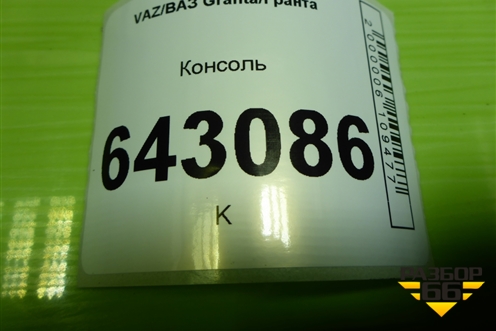 VAZ/ВАЗ Granta/Гранта
Консоль
643086
К
2000006109477
РАЗБОР
66